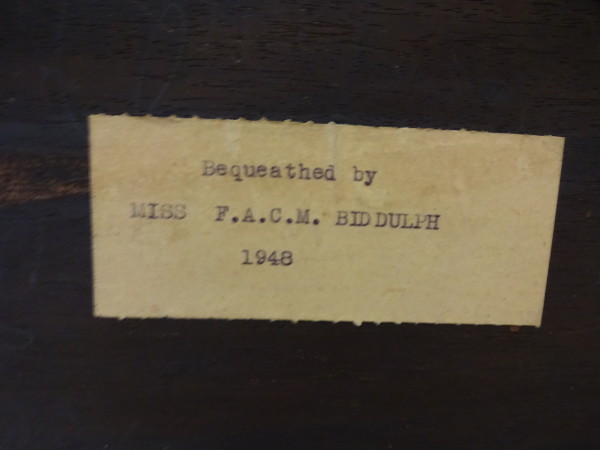 Bequeathed by
MISS F.A.C.M. BIDDULPH
1948